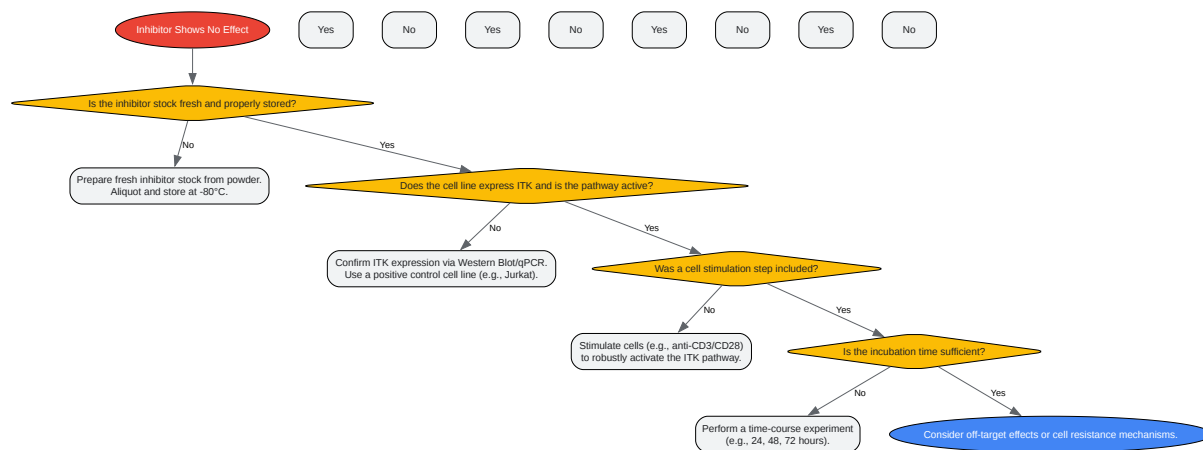 Inhibitor Shows No Effect
Yes
No
Yes
No
Yes
No
Yes
No
Is the inhibitor stock fresh and properly stored?
No
Yes
Prepare fresh inhibitor stock from powder.
Aliquot and store at -80°C.
Does the cell line express ITK and is the pathway active?
No
Yes
Confirm ITK expression via Western Blot/qPCR.
Use a positive control cell line (e.g., Jurkat).
Was a cell stimulation step included?
No
Yes
Stimulate cells (e.g., anti-CD3/CD28)
to robustly activate the ITK pathway.
Is the incubation time sufficient?
No
Yes
Perform a time-course experiment
(e.g., 24, 48, 72 hours).
Consider off-target effects or cell resistance mechanisms.